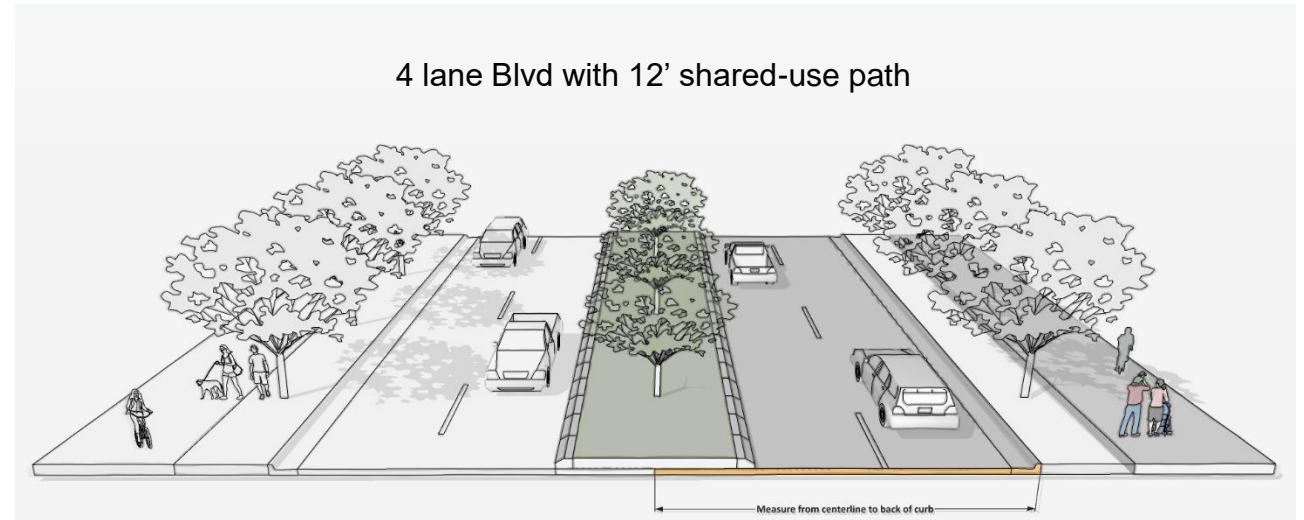 4 lane Blvd with 12’ shared-use path
Measure from centerline to back of curb